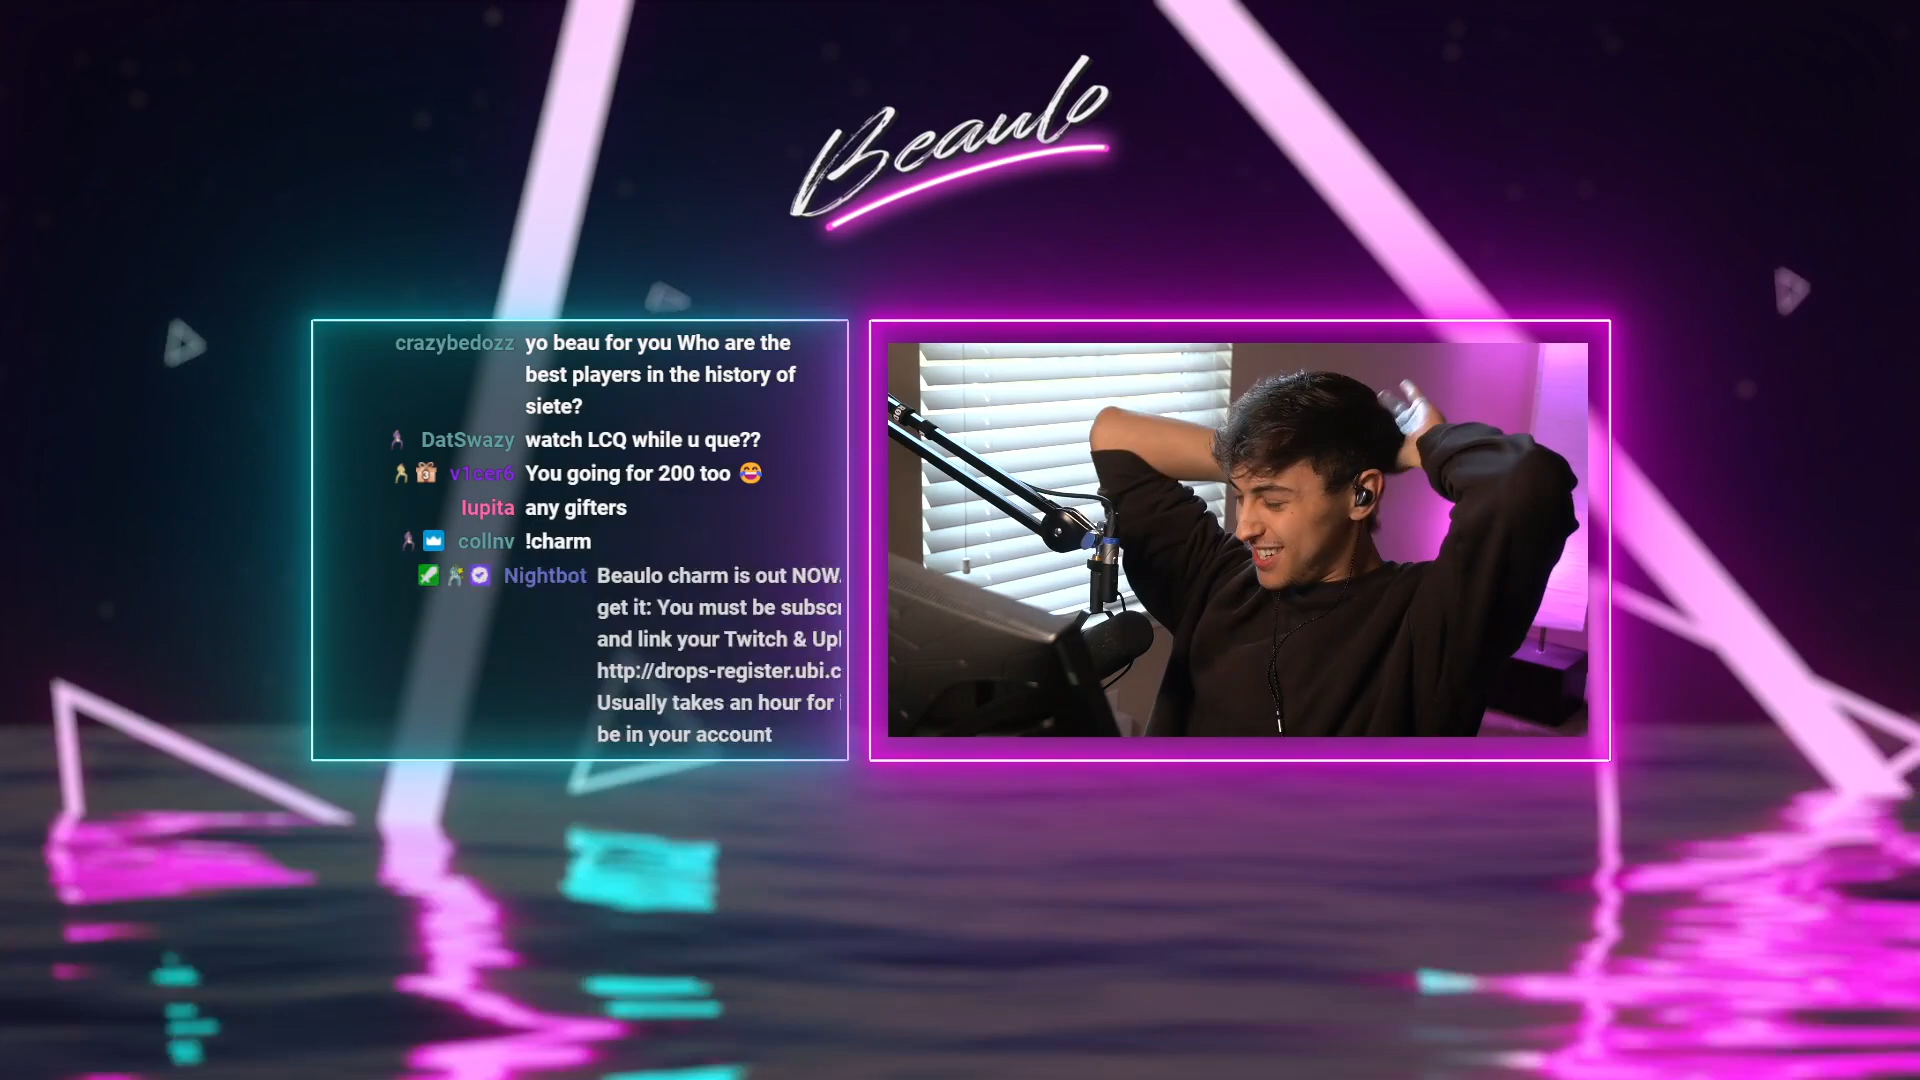 Beaulo
crazybedozz yo beau for you Who are the
best players in the history of
siete?
DatSwazy watch LCQ while u que??
v1cer6 You going for 200 too 😂
lupita any gifters
collnv !charm
Nightbot Beaulo charm is out NOW.
get it: You must be subscr
and link your Twitch & Upl
http://drops-register.ubi.c
Usually takes an hour for
be in your account